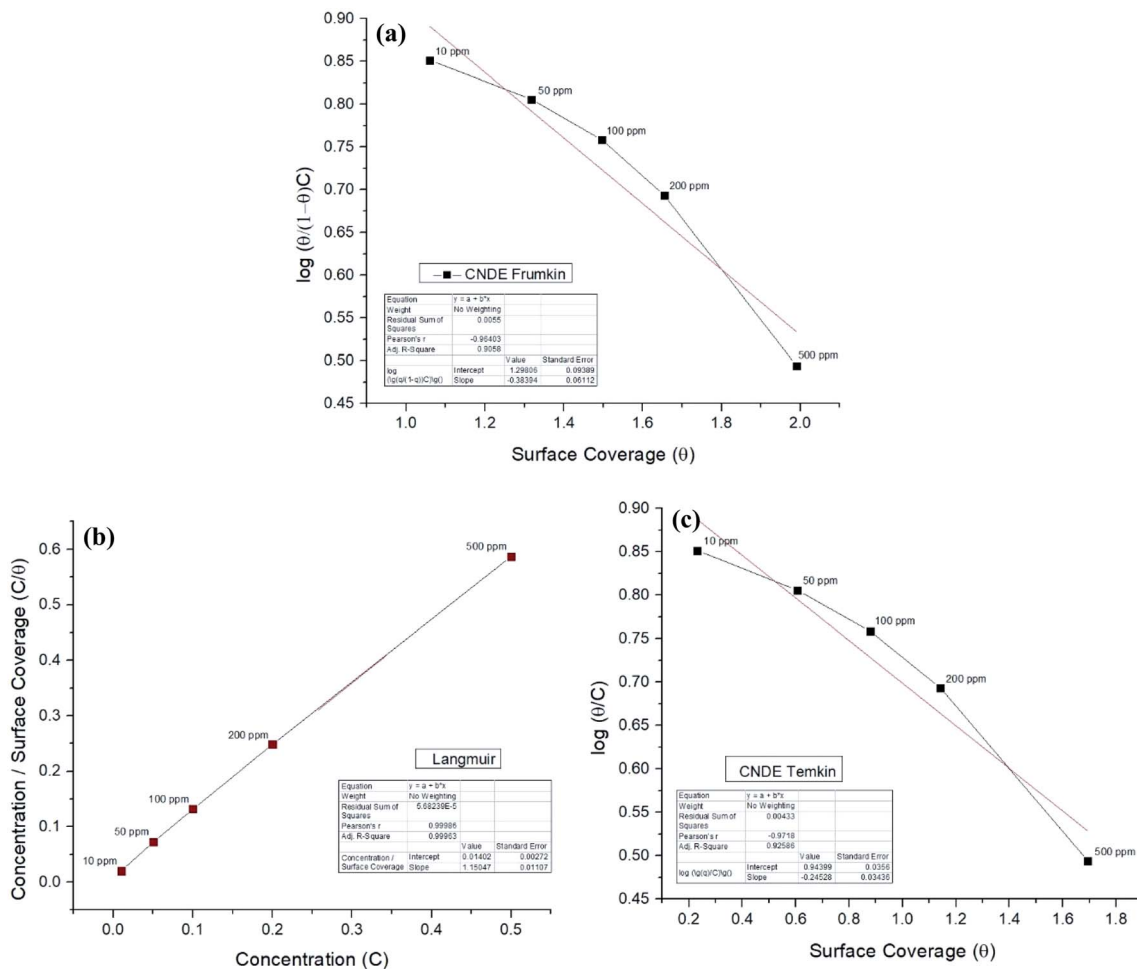 (a)
0.90
0.85
0.80
0.75
0.70
0.65
0.60
0.55
0.50
0.45
log (θ/(1−θ)C
10 ppm
50 ppm
100 ppm
200 ppm
500 ppm
CNDE Frumkin
Equation y = a + b*x
Weight No Weighting
Residual Sum of Squares 0.0055
Pearson's r -0.96403
Adj. R-Square 0.9058
Value Standard Error
log Intercept 1.29806 0.09389
(\g(q/(1-q))C)\g() Slope -0.38394 0.06112
1.0 1.2 1.4 1.6 1.8 2.0
Surface Coverage (θ)
(b)
0.6
0.5
0.4
0.3
0.2
0.1
0.0
Concentration / Surface Coverage (C/θ)
10 ppm
50 ppm
100 ppm
200 ppm
500 ppm
Langmuir
Equation y = a + b*x
Weight No Weighting
Residual Sum of Squares 5.68239E-5
Pearson's r 0.99986
Adj. R-Square 0.99963
Value Standard Error
Concentration / Intercept 0.01402 0.00272
Surface Coverage Slope 1.15047 0.01107
0.0 0.1 0.2 0.3 0.4 0.5
Concentration (C)
(c)
0.90
0.85
0.80
0.75
0.70
0.65
0.60
0.55
0.50
0.45
log (θ/C)
10 ppm
50 ppm
100 ppm
200 ppm
500 ppm
CNDE Temkin
Equation y = a + b*x
Weight No Weighting
Residual Sum of Squares 0.00433
Pearson's r -0.9718
Adj. R-Square 0.92586
Value Standard Error
log (\g(q)/C)\g() Intercept 0.94389 0.0356
Slope -0.24528 0.03436
0.2 0.4 0.6 0.8 1.0 1.2 1.4 1.6 1.8
Surface Coverage (θ)